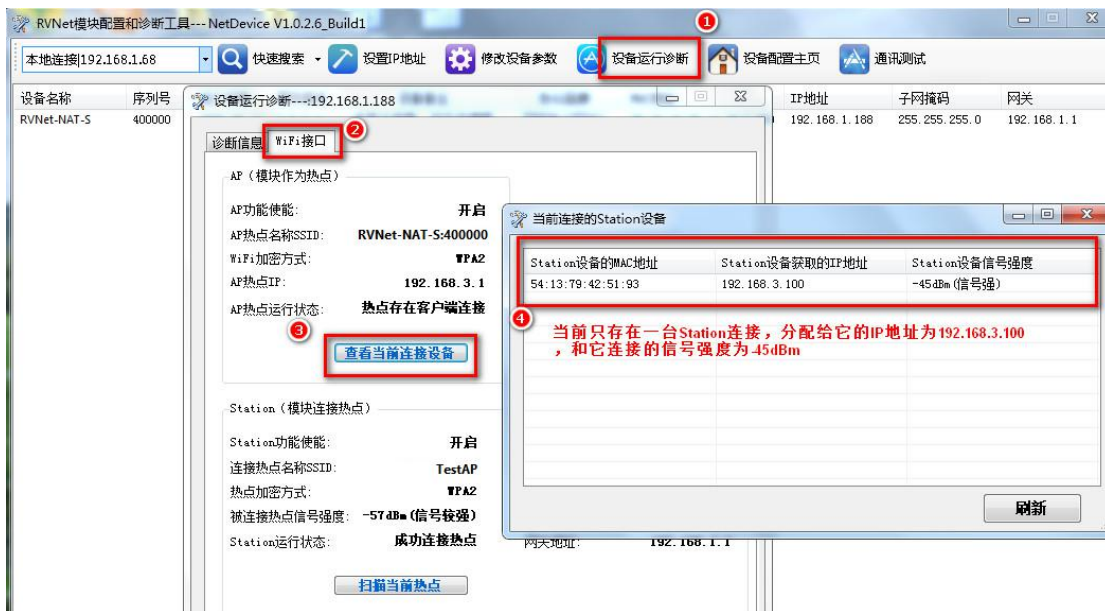 RVNet模块配置和诊断工具--- NetDevice V1.0.2.6_Build1
1
本地连接|192.168.1.68 快速搜索 设置IP地址 修改设备参数 设备运行诊断 设备配置主页 通讯测试
设备名称 序列号 IP地址 子网掩码 网关
RVNet-NAT-S 400000 192.168.1.188 255.255.255.0 192.168.1.1
设备运行诊断---:192.168.1.188
诊断信息 WiFi接口 2
AP（模块作为热点）
AP功能使能: 开启
AP热点名称SSID: RVNet-NAT-S:400000
WiFi加密方式: WPA2
AP热点IP: 192.168.3.1
AP热点运行状态: 热点存在客户端连接
3
查看当前连接设备
Station（模块连接热点）
Station功能使能: 开启
连接热点名称SSID: TestAP
热点加密方式: WPA2
被连接热点信号强度: -57dBm(信号较强)
Station运行状态: 成功连接热点 网关地址: 192.168.1.1
扫描当前热点
当前连接的Station设备
Station设备的MAC地址 Station设备获取的IP地址 Station设备信号强度
54:13:79:42:51:93 192.168.3.100 -45dBm(信号强)
4
当前只存在一台Station连接，分配给它的IP地址为192.168.3.100
，和它连接的信号强度为-45dBm
刷新